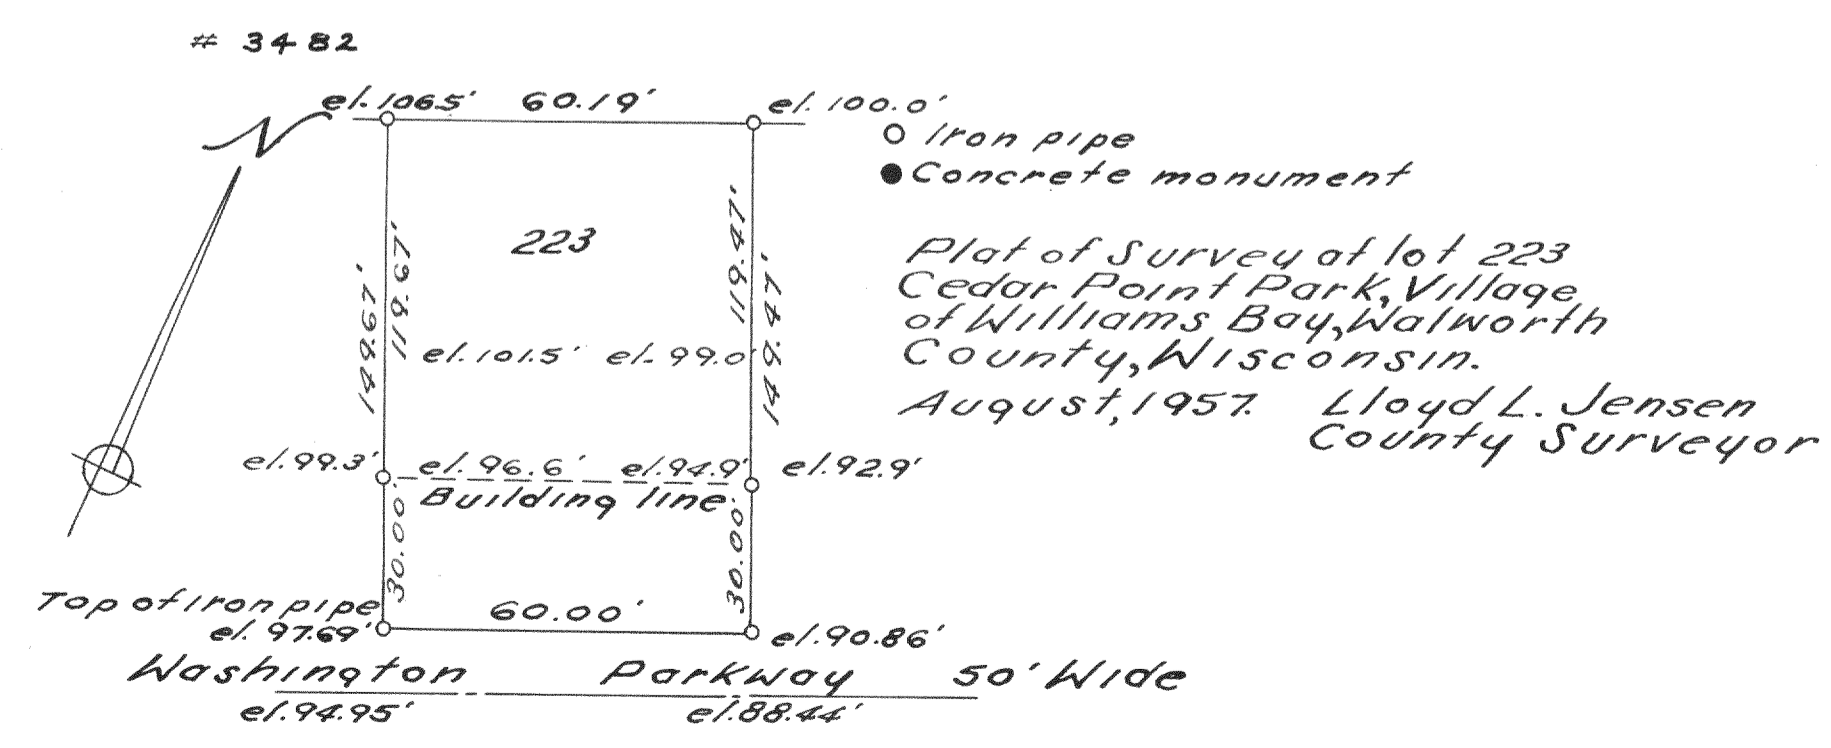 # 3482
el. 106.5' 60.19' el. 100.0'
N
Iron pipe
Concrete monument
223
149.67'
119.67'
119.47'
149.47'
Plat of Survey at lot 223
Cedar Point Park, Village
of Williams Bay, Walworth
County, Wisconsin.
August, 1957. Lloyd L. Jensen
County Surveyor
el. 101.5' el. 99.0'
el. 99.3' el. 96.6' el. 94.9' el. 92.9'
Building line
30.00'
30.00'
Top of iron pipe
el. 97.69'
60.00'
el. 90.86'
Washington Parkway 50' Wide
el. 94.95' el. 88.44'